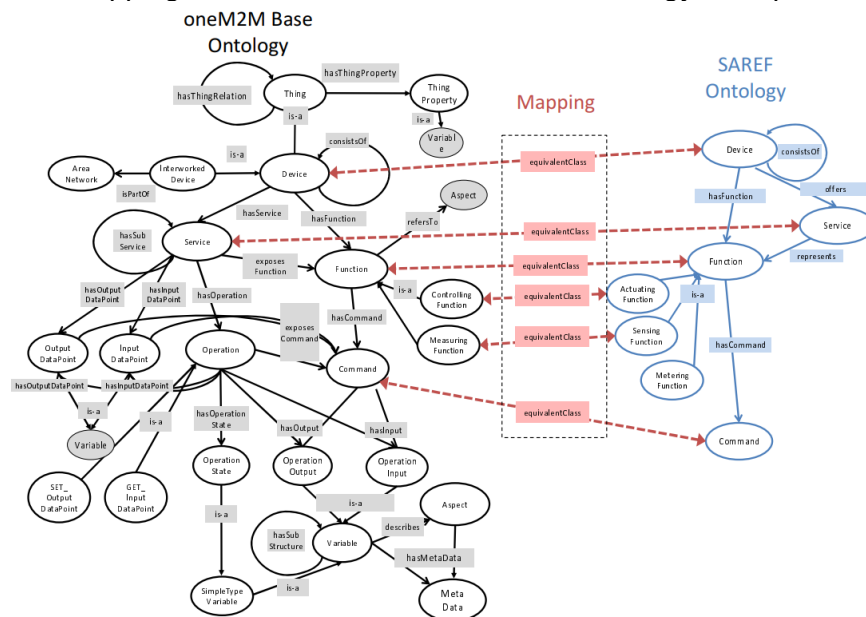 oneM2M Base
Ontology
SAREF
Ontology
Mapping
hasThingProperty
Thing
Thing
Property
hasThingRelation
is-a
is-a
Variabl
e
consistsOf
equivalentClass
Device
consistsOf
Area
Network
is-a
Interworked
Device
Device
isPartOf
Aspect
hasFunction
offers
hasService
hasFunction
refersTo
hasSub
Service
Service
equivalentClass
Service
exposes
Function
Function
equivalentClass
Function
represents
hasOutput
DataPoint
hasInput
DataPoint
hasOperation
is-a
Controlling
Function
equivalentClass
Actuating
Function
is-a
exposes
Command
hasCommand
Measuring
Function
equivalentClass
Sensing
Function
hasCommand
Output
DataPoint
Input
DataPoint
Operation
Command
Metering
Function
hasOutputDataPoint
hasInputDataPoint
is-a
is-a
hasOperation
State
hasOutput
hasInput
equivalentClass
Command
Variable
Operation
State
Operation
Output
Operation
Input
SET_
Output
DataPoint
GET_
Input
DataPoint
is-a
is-a
Aspect
hasSub
Structure
Variable
describes
hasMetaData
SimpleType
Variable
is-a
Meta
Data